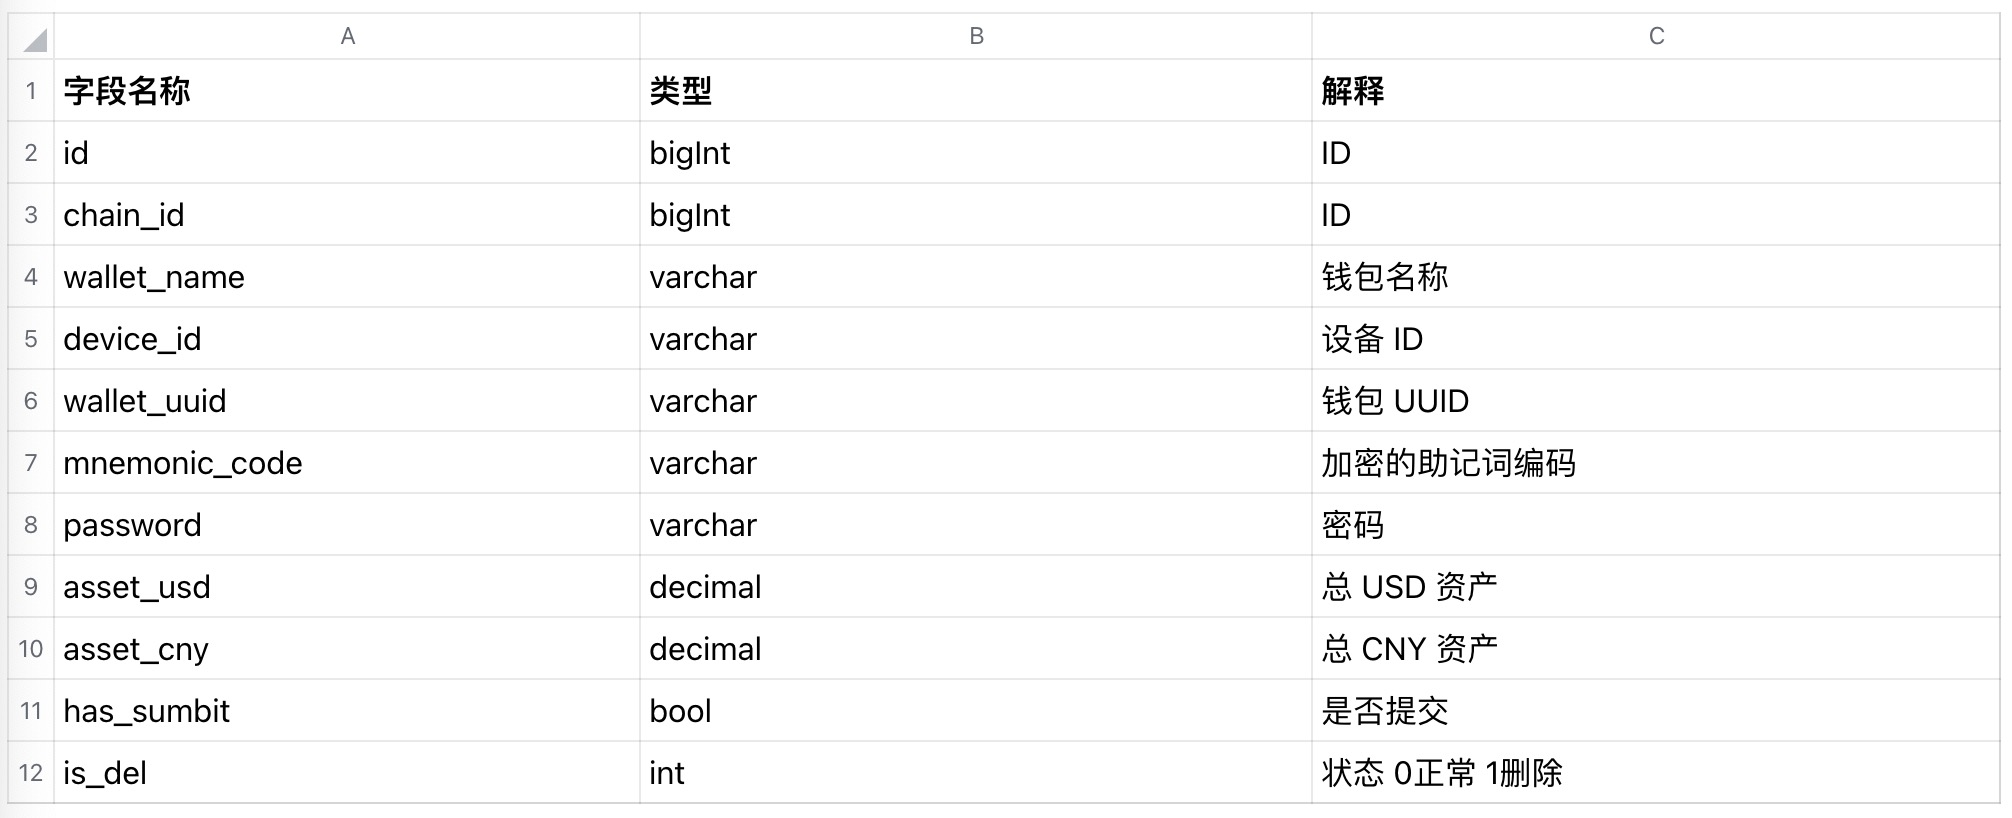 A B C
1 字段名称 类型 解释
2 id bigInt ID
3 chain_id bigInt ID
4 wallet_name varchar 钱包名称
5 device_id varchar 设备 ID
6 wallet_uuid varchar 钱包 UUID
7 mnemonic_code varchar 加密的助记词编码
8 password varchar 密码
9 asset_usd decimal 总 USD 资产
10 asset_cny decimal 总 CNY 资产
11 has_sumbit bool 是否提交
12 is_del int 状态 0正常 1删除